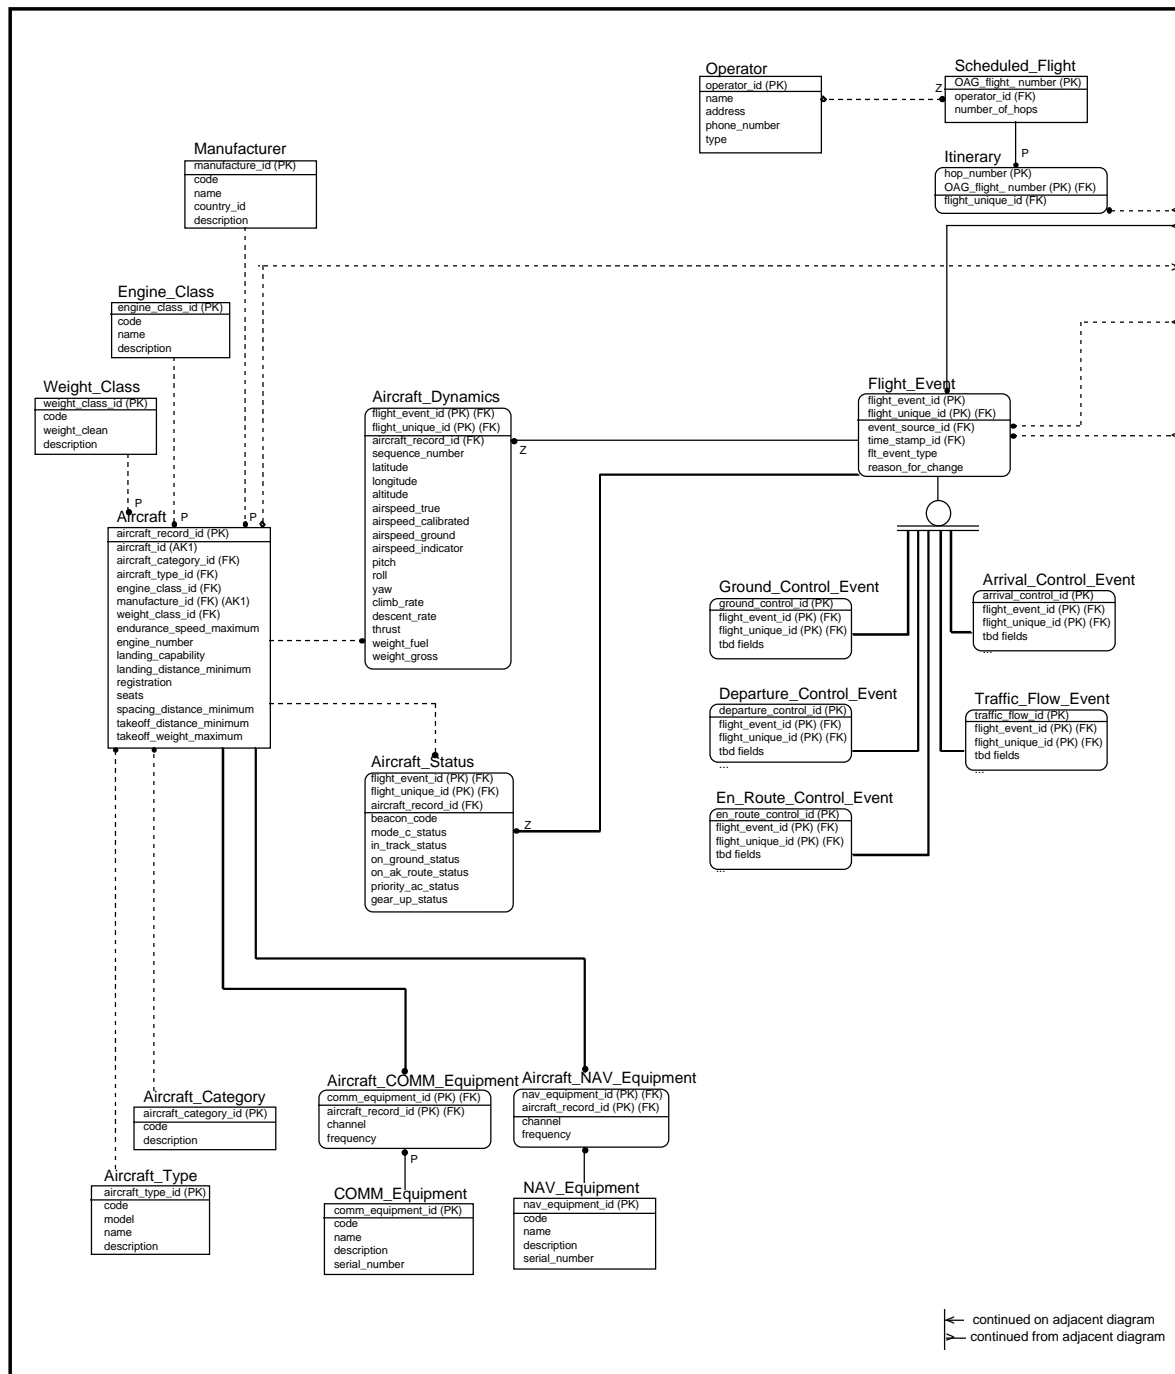 Operator
operator_id (PK)
name
address
phone_number
type
Z
Scheduled_Flight
OAG_flight_ number (PK)
operator_id (FK)
number_of_hops
P
Itinerary
hop_number (PK)
OAG_flight_ number (PK) (FK)
flight_unique_id (FK)
Manufacturer
manufacture_id (PK)
code
name
country_id
description
Engine_Class
engine_class_id (PK)
code
name
description
Weight_Class
weight_class_id (PK)
code
weight_clean
description
P
P
P
Aircraft
aircraft_record_id (PK)
aircraft_id (AK1)
aircraft_category_id (FK)
aircraft_type_id (FK)
engine_class_id (FK)
manufacture_id (FK) (AK1)
weight_class_id (FK)
endurance_speed_maximum
engine_number
landing_capability
landing_distance_minimum
registration
seats
spacing_distance_minimum
takeoff_distance_minimum
takeoff_weight_maximum
Aircraft_Dynamics
flight_event_id (PK) (FK)
flight_unique_id (PK) (FK)
aircraft_record_id (FK)
sequence_number
latitude
longitude
altitude
airspeed_true
airspeed_calibrated
airspeed_ground
airspeed_indicator
pitch
roll
yaw
climb_rate
descent_rate
thrust
weight_fuel
weight_gross
Z
Flight_Event
flight_event_id (PK)
flight_unique_id (PK) (FK)
event_source_id (FK)
time_stamp_id (FK)
flt_event_type
reason_for_change
Ground_Control_Event
ground_control_id (PK)
flight_event_id (PK) (FK)
flight_unique_id (PK) (FK)
tbd fields
Arrival_Control_Event
arrival_control_id (PK)
flight_event_id (PK) (FK)
flight_unique_id (PK) (FK)
tbd fields
...
Departure_Control_Event
departure_control_id (PK)
flight_event_id (PK) (FK)
flight_unique_id (PK) (FK)
tbd fields
...
Traffic_Flow_Event
traffic_flow_id (PK)
flight_event_id (PK) (FK)
flight_unique_id (PK) (FK)
tbd fields
...
En_Route_Control_Event
en_route_control_id (PK)
flight_event_id (PK) (FK)
flight_unique_id (PK) (FK)
tbd fields
...
Aircraft_Status
flight_event_id (PK) (FK)
flight_unique_id (PK) (FK)
aircraft_record_id (FK)
beacon_code
mode_c_status
in_track_status
on_ground_status
on_ak_route_status
priority_ac_status
gear_up_status
Z
Aircraft_COMM_Equipment
comm_equipment_id (PK) (FK)
aircraft_record_id (PK) (FK)
channel
frequency
P
Aircraft_NAV_Equipment
nav_equipment_id (PK) (FK)
aircraft_record_id (PK) (FK)
channel
frequency
Aircraft_Category
aircraft_category_id (PK)
code
description
Aircraft_Type
aircraft_type_id (PK)
code
model
name
description
COMM_Equipment
comm_equipment_id (PK)
code
name
description
serial_number
NAV_Equipment
nav_equipment_id (PK)
code
name
description
serial_number
continued on adjacent diagram
continued from adjacent diagram